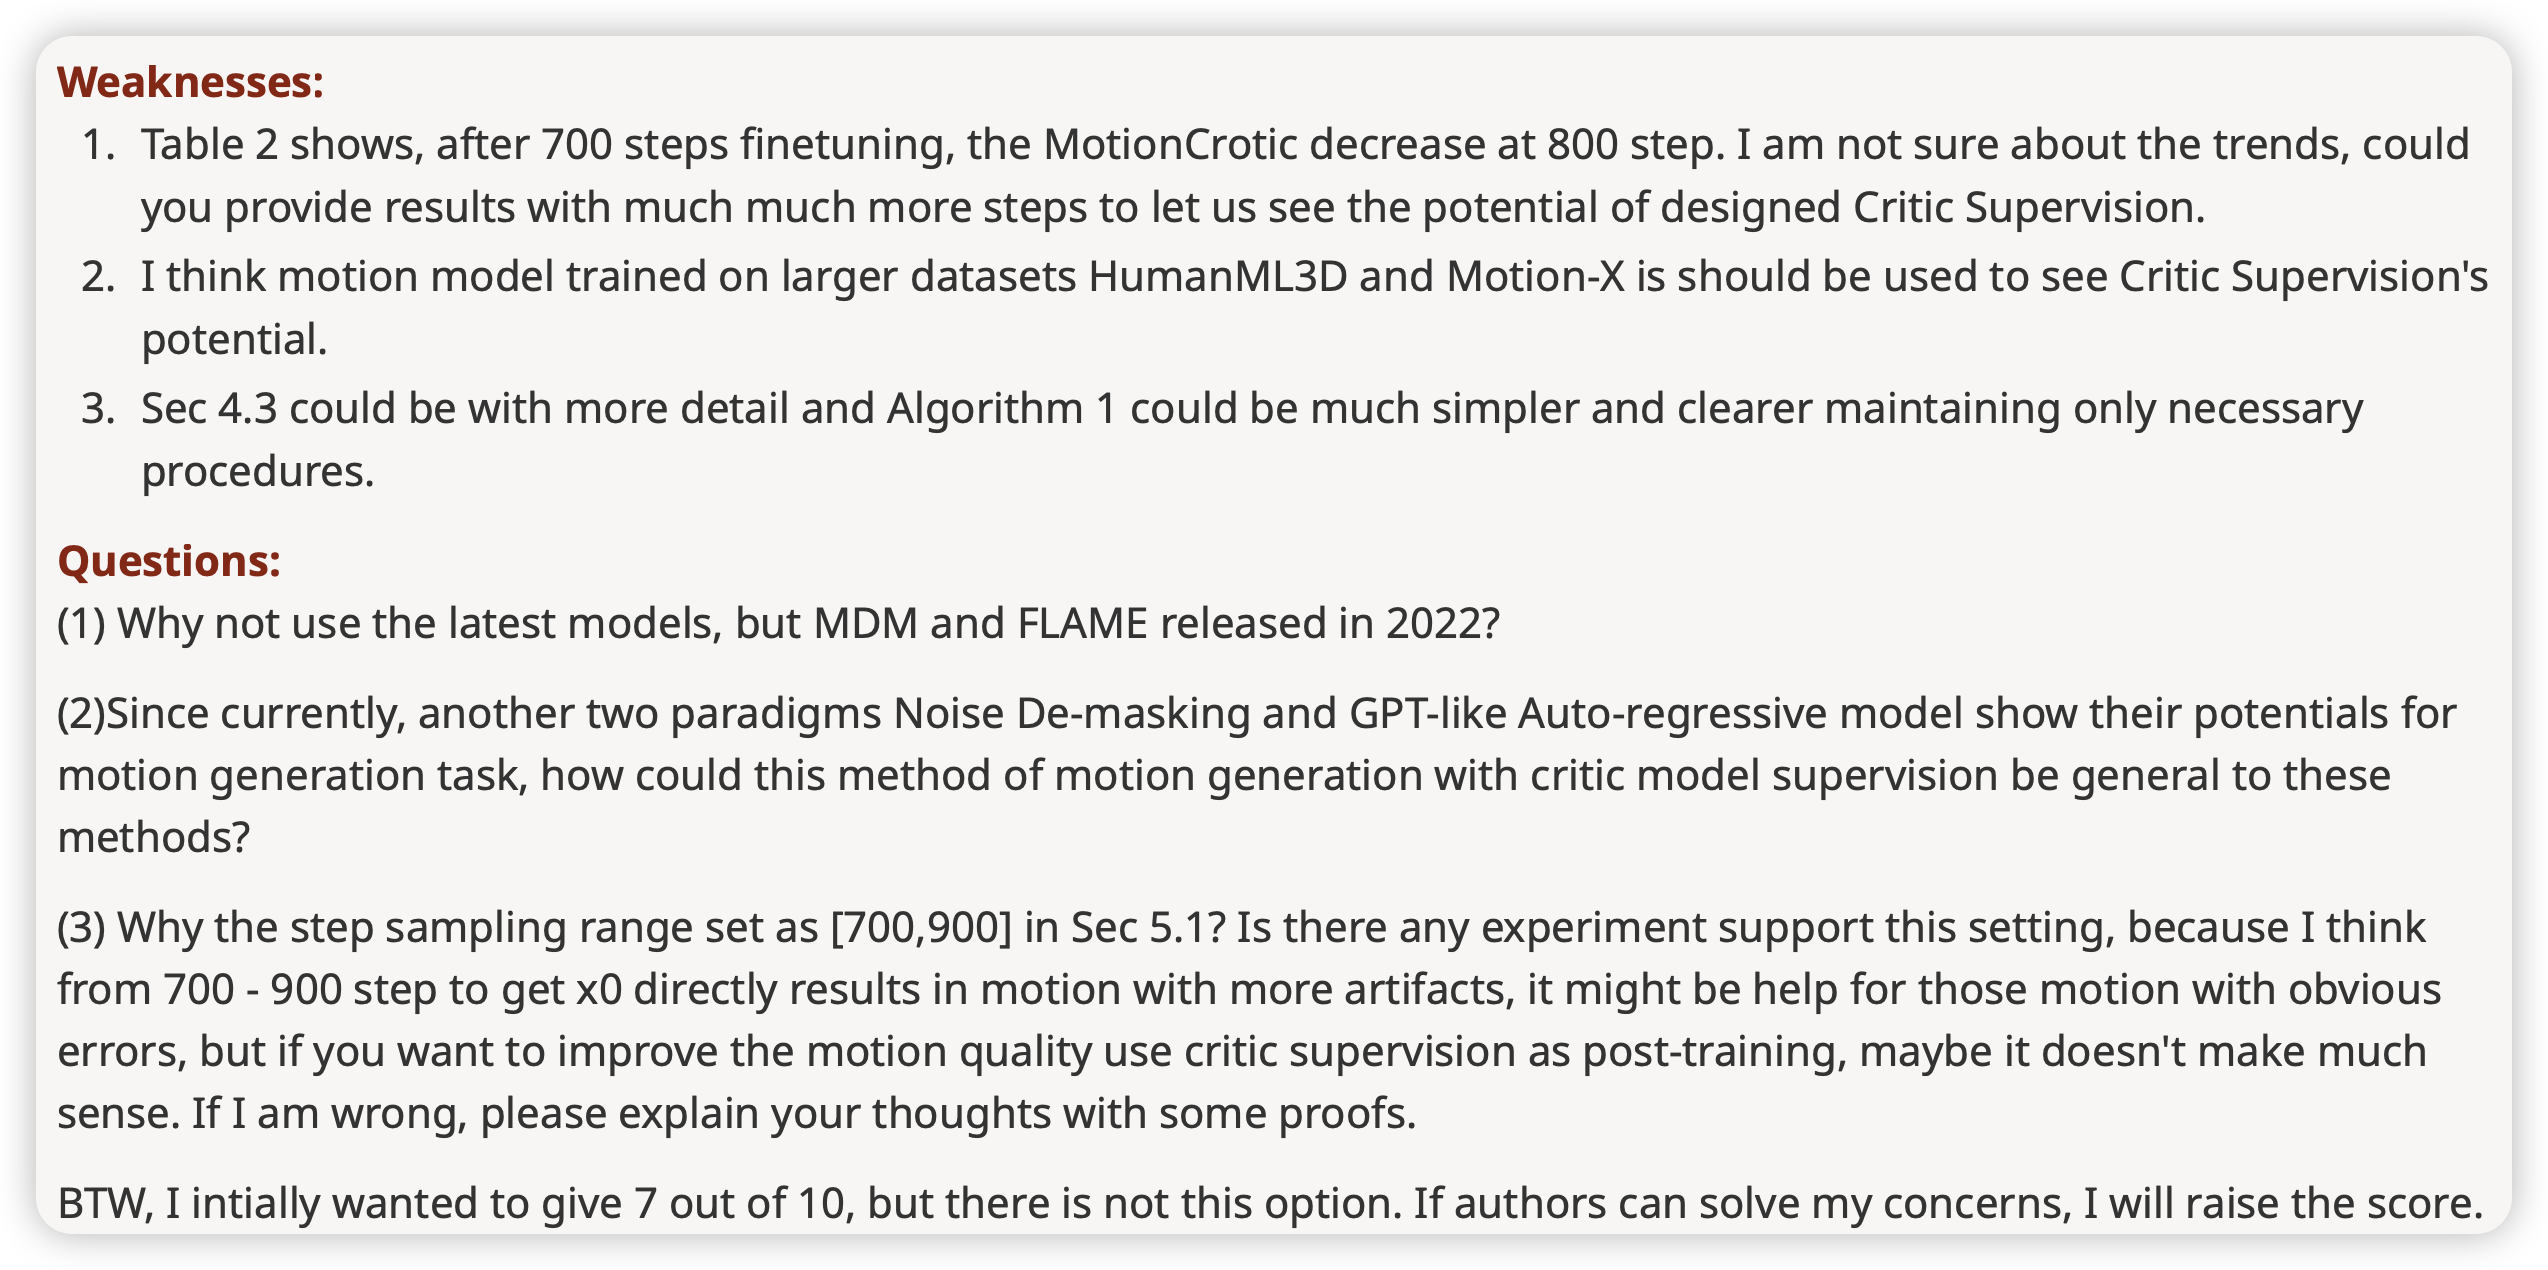 Weaknesses:
1. Table 2 shows, after 700 steps finetuning, the MotionCrotic decrease at 800 step. I am not sure about the trends, could
you provide results with much much more steps to let us see the potential of designed Critic Supervision.
2. I think motion model trained on larger datasets HumanML3D and Motion-X is should be used to see Critic Supervision's
potential.
3. Sec 4.3 could be with more detail and Algorithm 1 could be much simpler and clearer maintaining only necessary
procedures.
Questions:
(1) Why not use the latest models, but MDM and FLAME released in 2022?
(2)Since currently, another two paradigms Noise De-masking and GPT-like Auto-regressive model show their potentials for
motion generation task, how could this method of motion generation with critic model supervision be general to these
methods?
(3) Why the step sampling range set as [700,900] in Sec 5.1? Is there any experiment support this setting, because I think
from 700 - 900 step to get x0 directly results in motion with more artifacts, it might be help for those motion with obvious
errors, but if you want to improve the motion quality use critic supervision as post-training, maybe it doesn't make much
sense. If I am wrong, please explain your thoughts with some proofs.
BTW, I intially wanted to give 7 out of 10, but there is not this option. If authors can solve my concerns, I will raise the score.